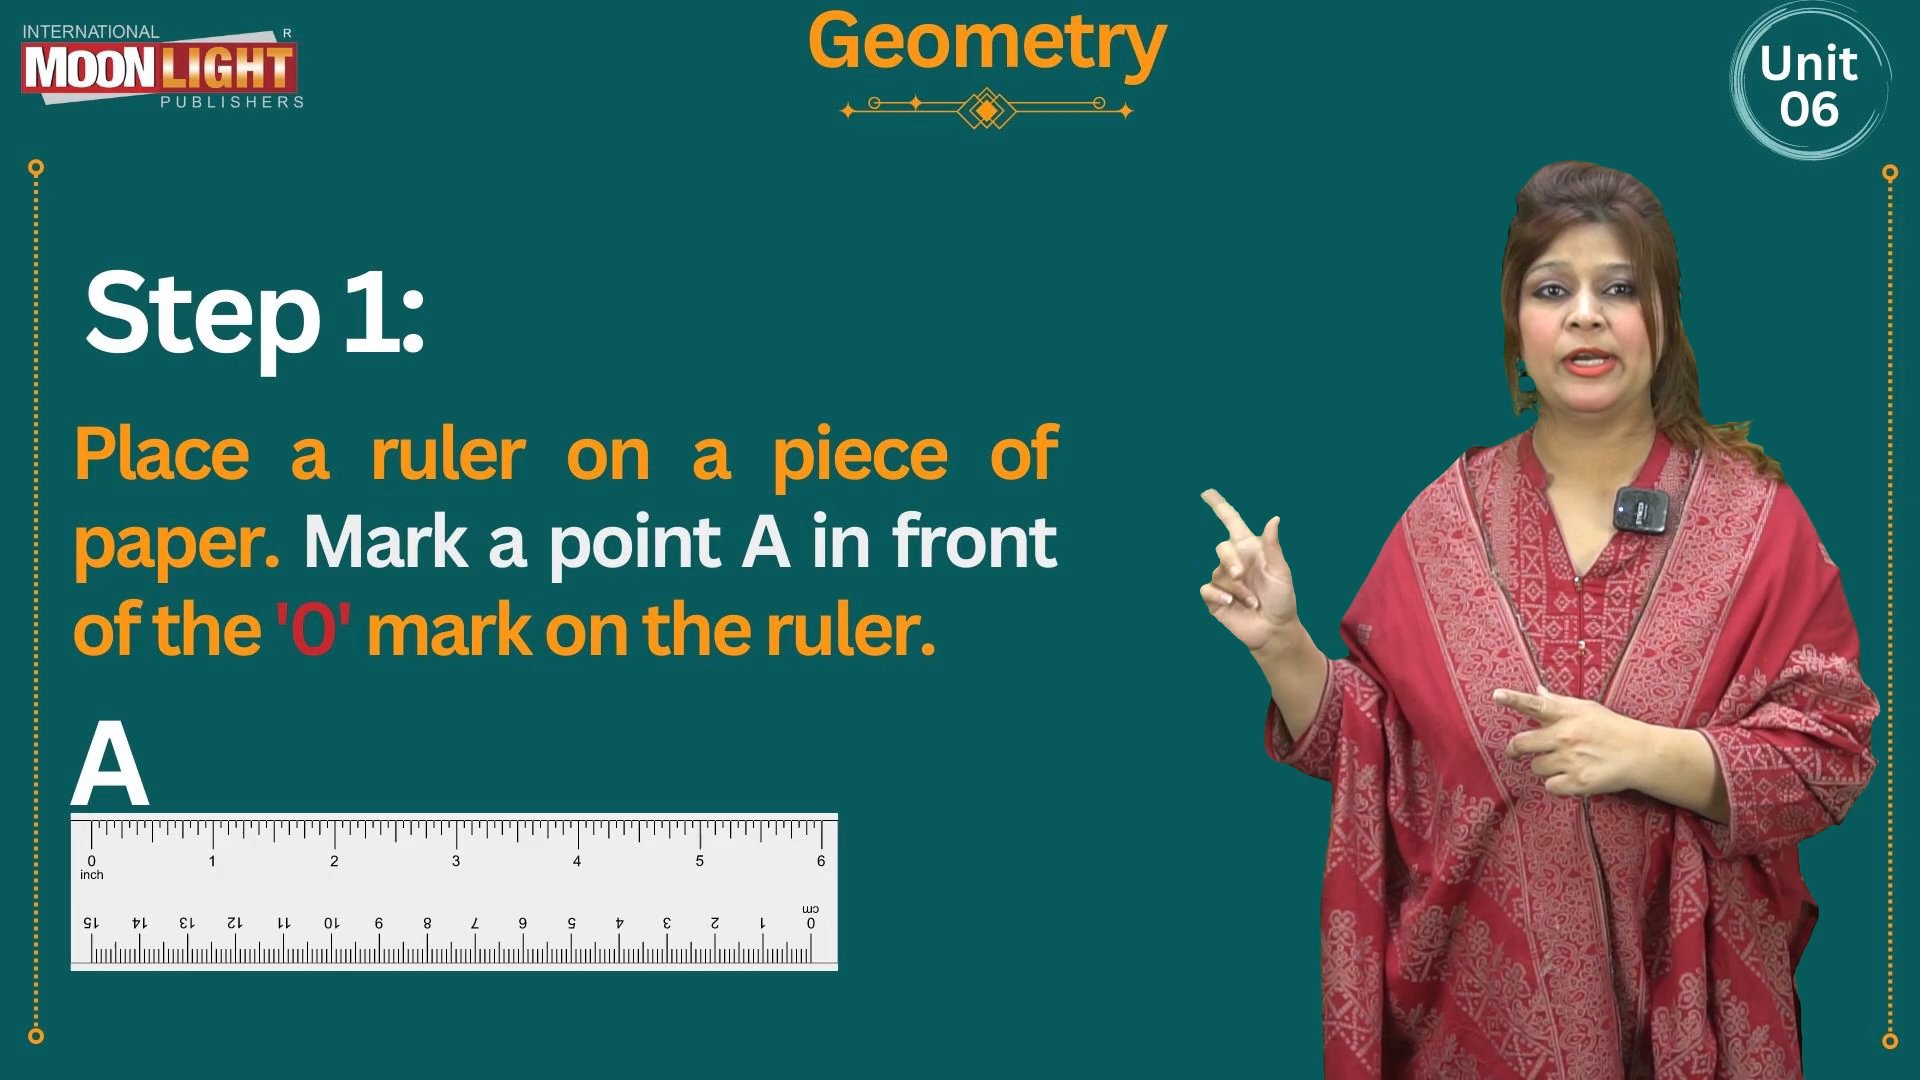 INTERNATIONAL
R
MOON LIGHT
PUBLISHERS
Geometry
Unit
06
Step 1:
Place a ruler on a piece of
paper. Mark a point A in front
of the '0' mark on the ruler.
A
0 1 2 3 4 5 6
inch
cm
15 14 13 12 11 10 9 8 7 6 5 4 3 2 1 0